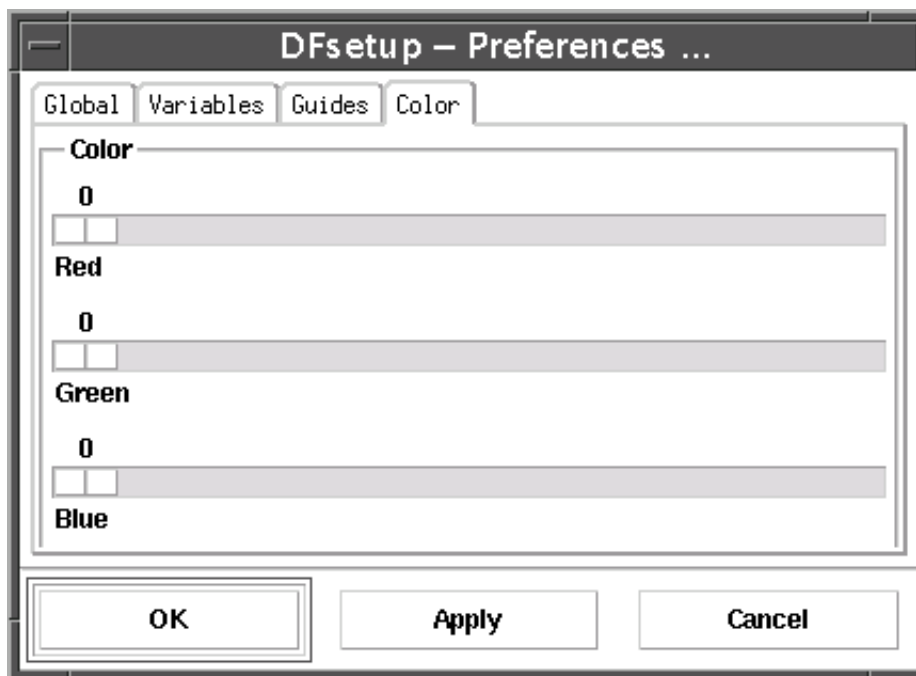 DFsetup – Preferences ...
Global Variables Guides Color
Color
0
Red
0
Green
0
Blue
OK Apply Cancel